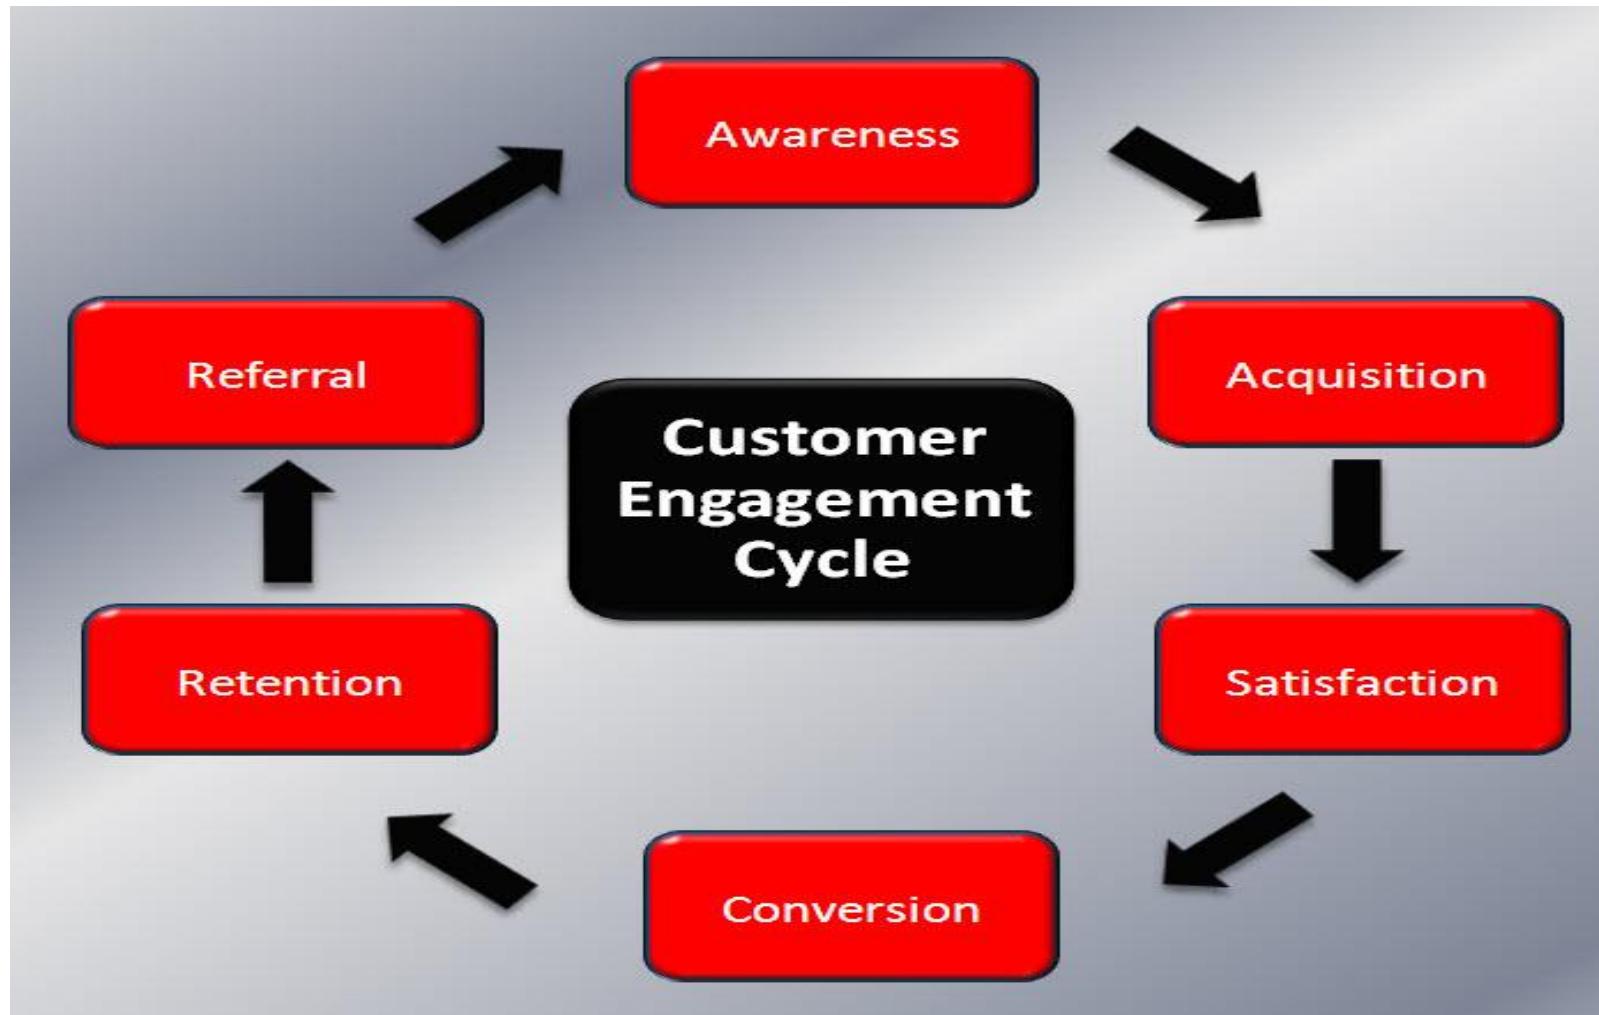 Awareness
Acquisition
Satisfaction
Conversion
Retention
Referral
Customer
Engagement
Cycle